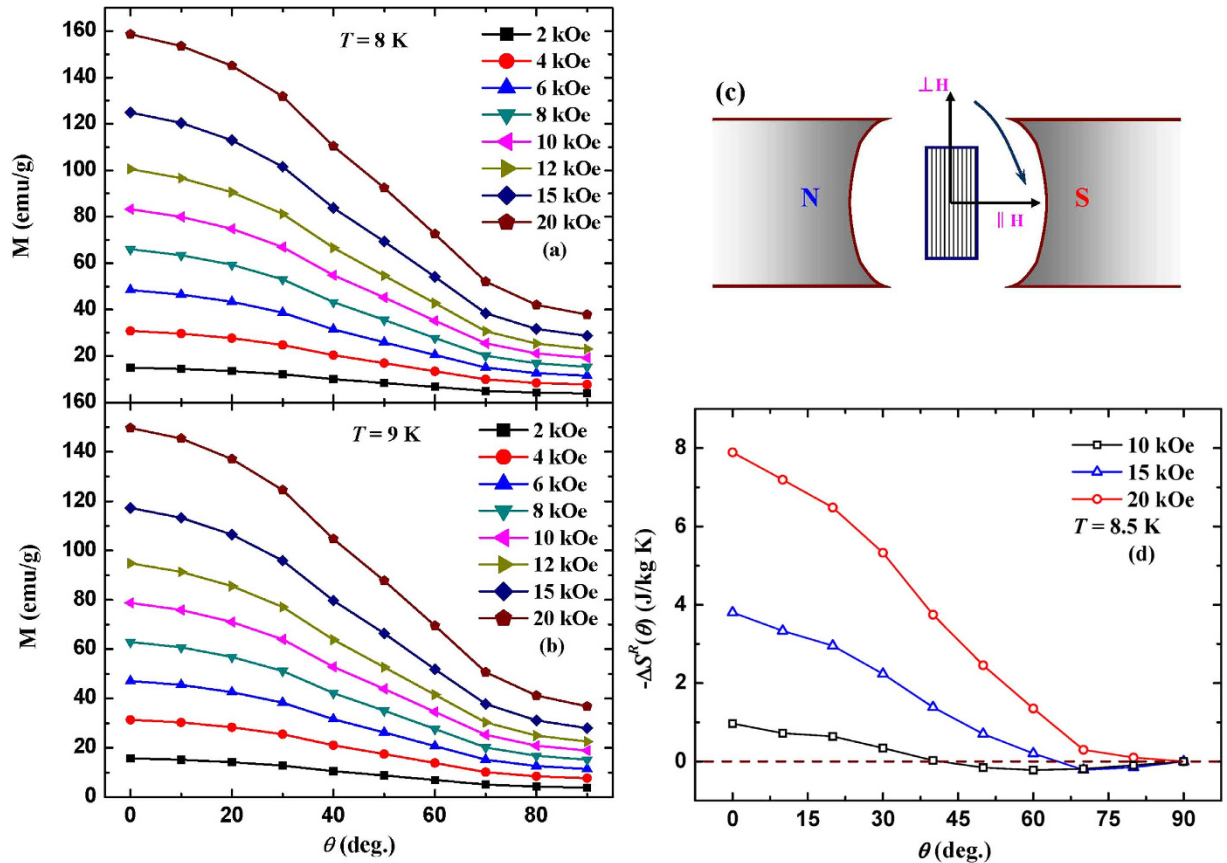 160
140
120
100
80
60
40
20
M (emu/g)
T = 8 K
2 kOe
4 kOe
6 kOe
8 kOe
10 kOe
12 kOe
15 kOe
20 kOe
(a)
160
140
120
100
80
60
40
20
0
M (emu/g)
T = 9 K
2 kOe
4 kOe
6 kOe
8 kOe
10 kOe
12 kOe
15 kOe
20 kOe
(b)
0 20 40 60 80
θ (deg.)
(c)
⊥H
N
S
∥ H
8
6
4
2
0
-ΔS^R(θ) (J/kg K)
10 kOe
15 kOe
20 kOe
T = 8.5 K
(d)
0 15 30 45 60 75 90
θ (deg.)